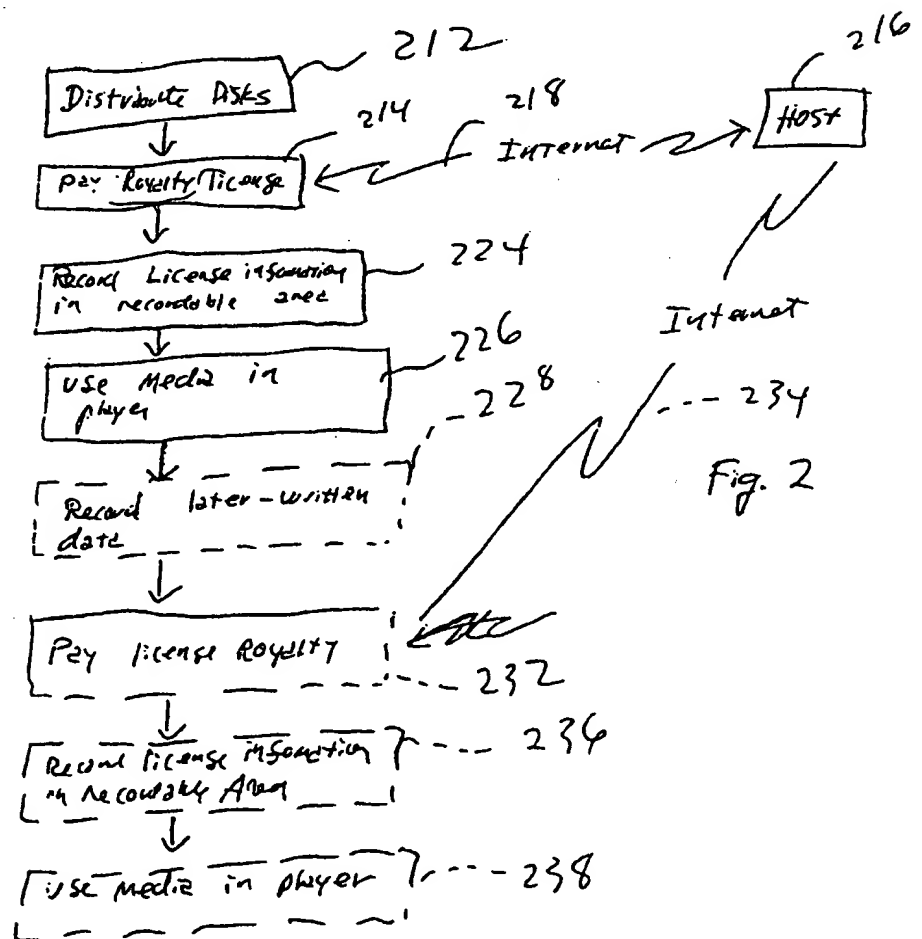 212
216
Distribute Disks
214
218
Internet
Host
Pay Royalty License
Record License information
in recordable area
224
Internet
226
Use Media in
player
228
234
Record later-written
data
Fig. 2
Pay license Royalty
232
Record license information
in recordable Area
236
Use Media in player
238